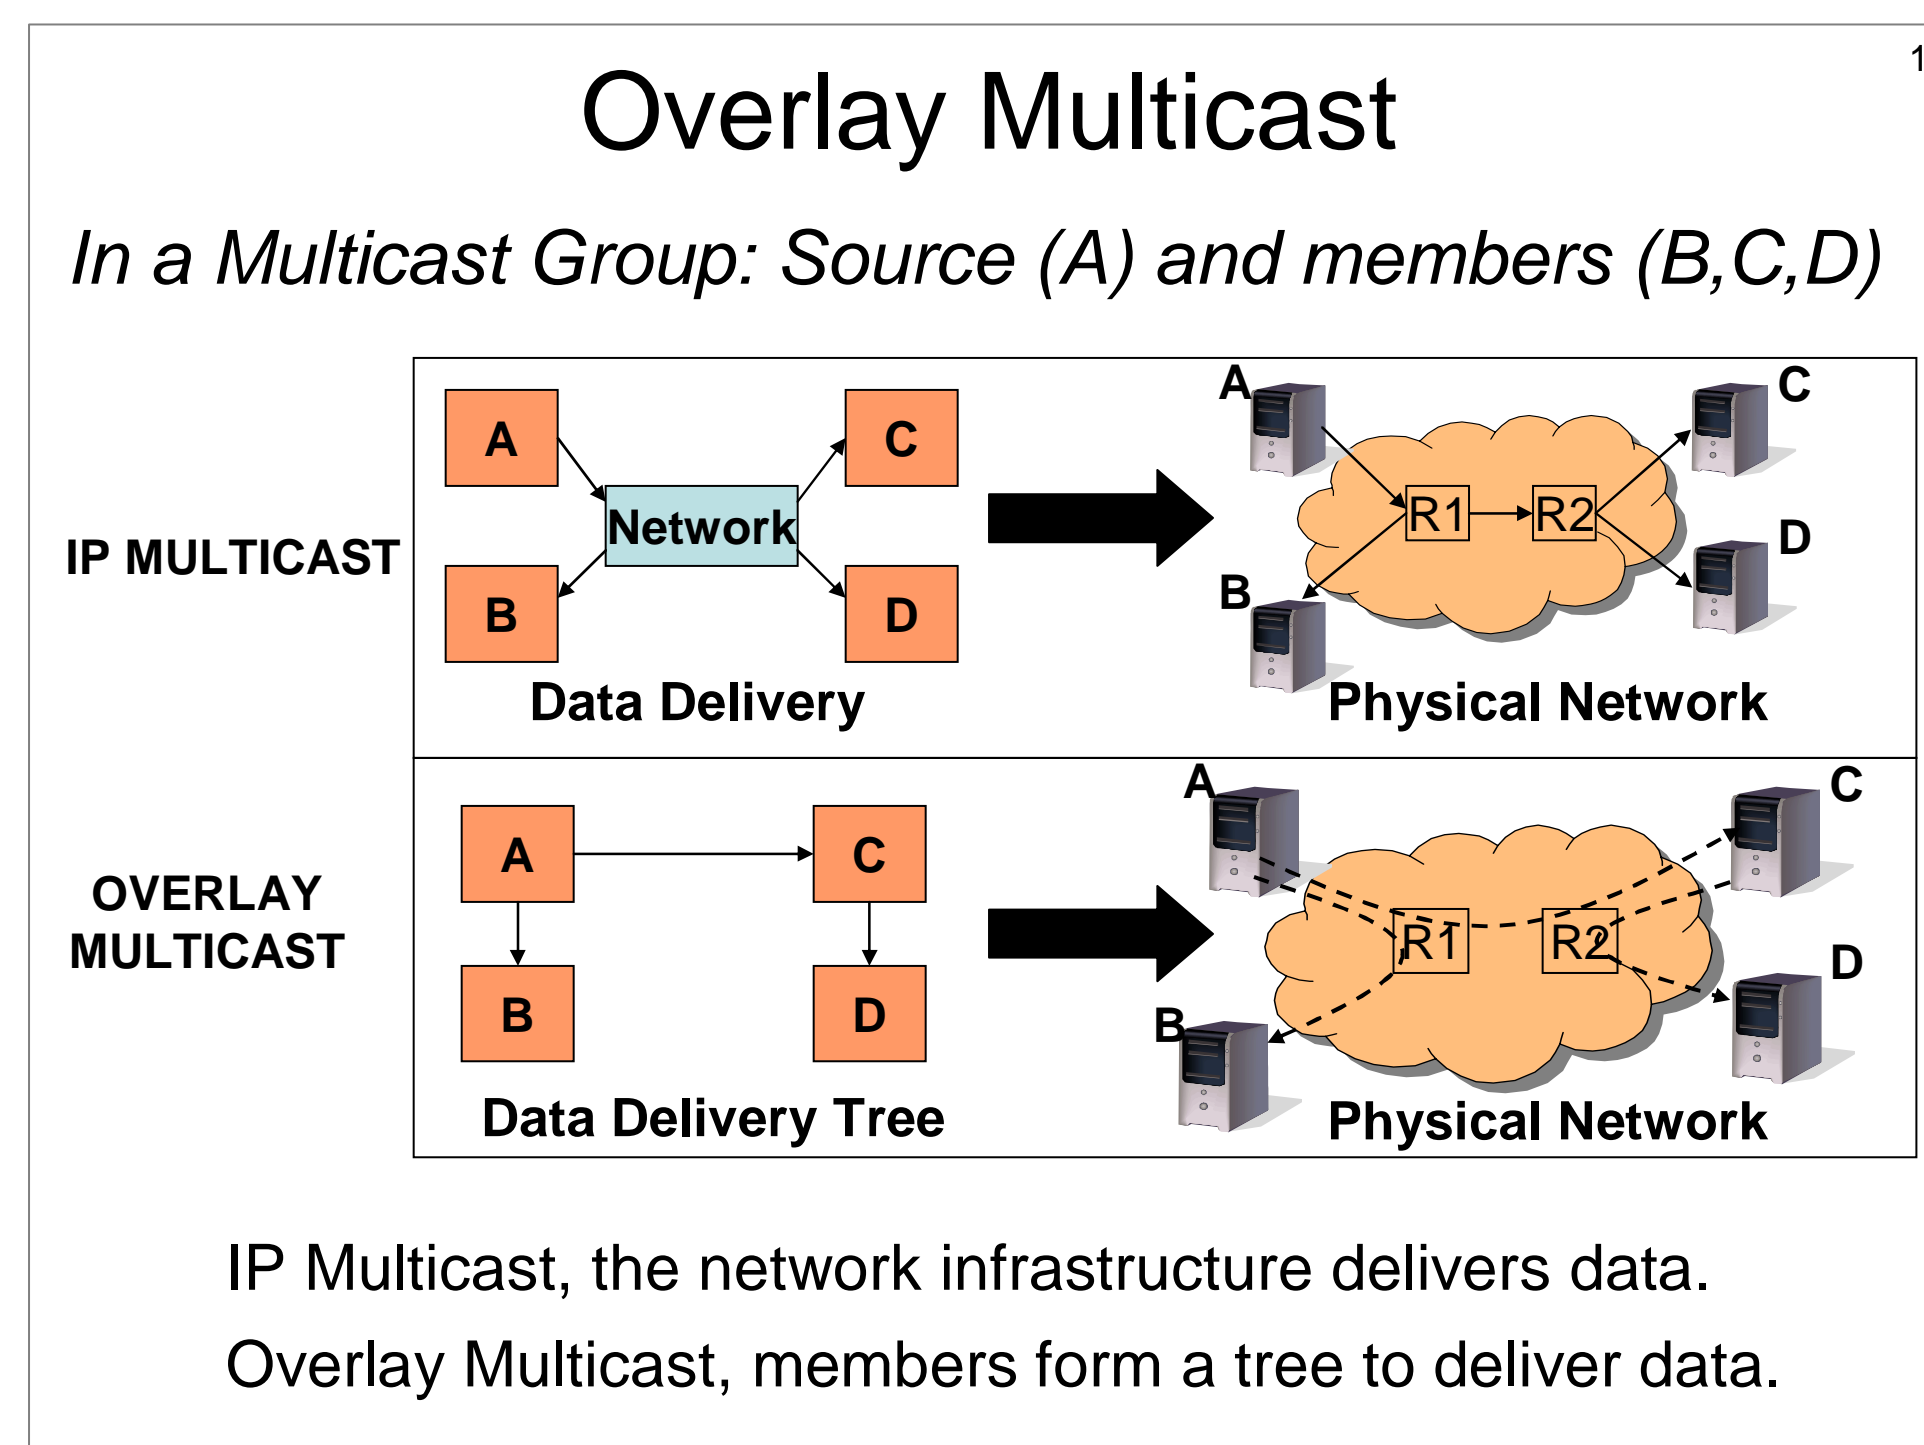 1
Overlay Multicast
In a Multicast Group: Source (A) and members (B,C,D)
IP MULTICAST
A
C
Network
B
D
Data Delivery
A
C
R1
R2
B
D
Physical Network
OVERLAY
MULTICAST
A
C
B
D
Data Delivery Tree
A
C
R1
R2
B
D
Physical Network
IP Multicast, the network infrastructure delivers data.
Overlay Multicast, members form a tree to deliver data.